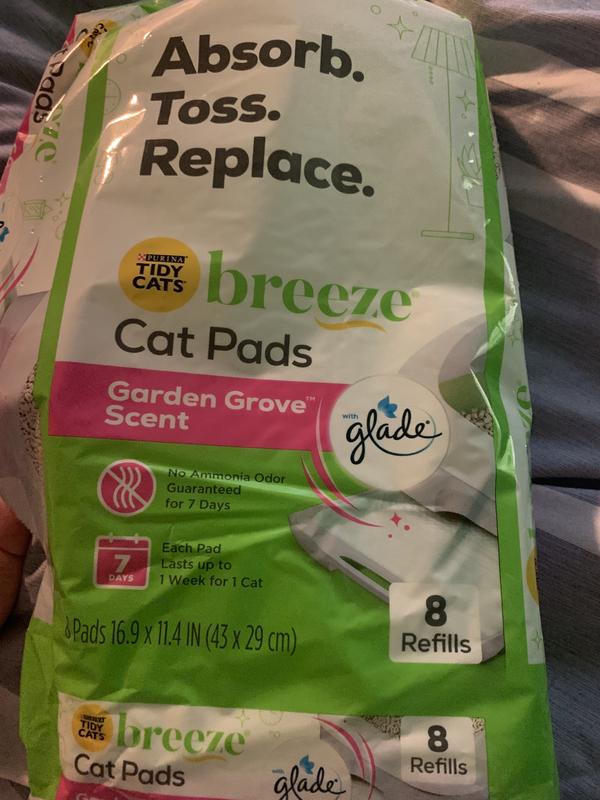 Absorb.
Toss.
Replace.
PURINA
TIDY
CATS
breeze
Cat Pads
Garden Grove™
Scent
with
glade
No Ammonia Odor
Guaranteed
for 7 Days
7
DAYS
Each Pad
Lasts up to
1 Week for 1 Cat
8 Pads 16.9 x 11.4 IN (43 x 29 cm)
8
Refills
TIDY
CATS
breeze
Cat Pads
with
glade
8
Refills
Pads